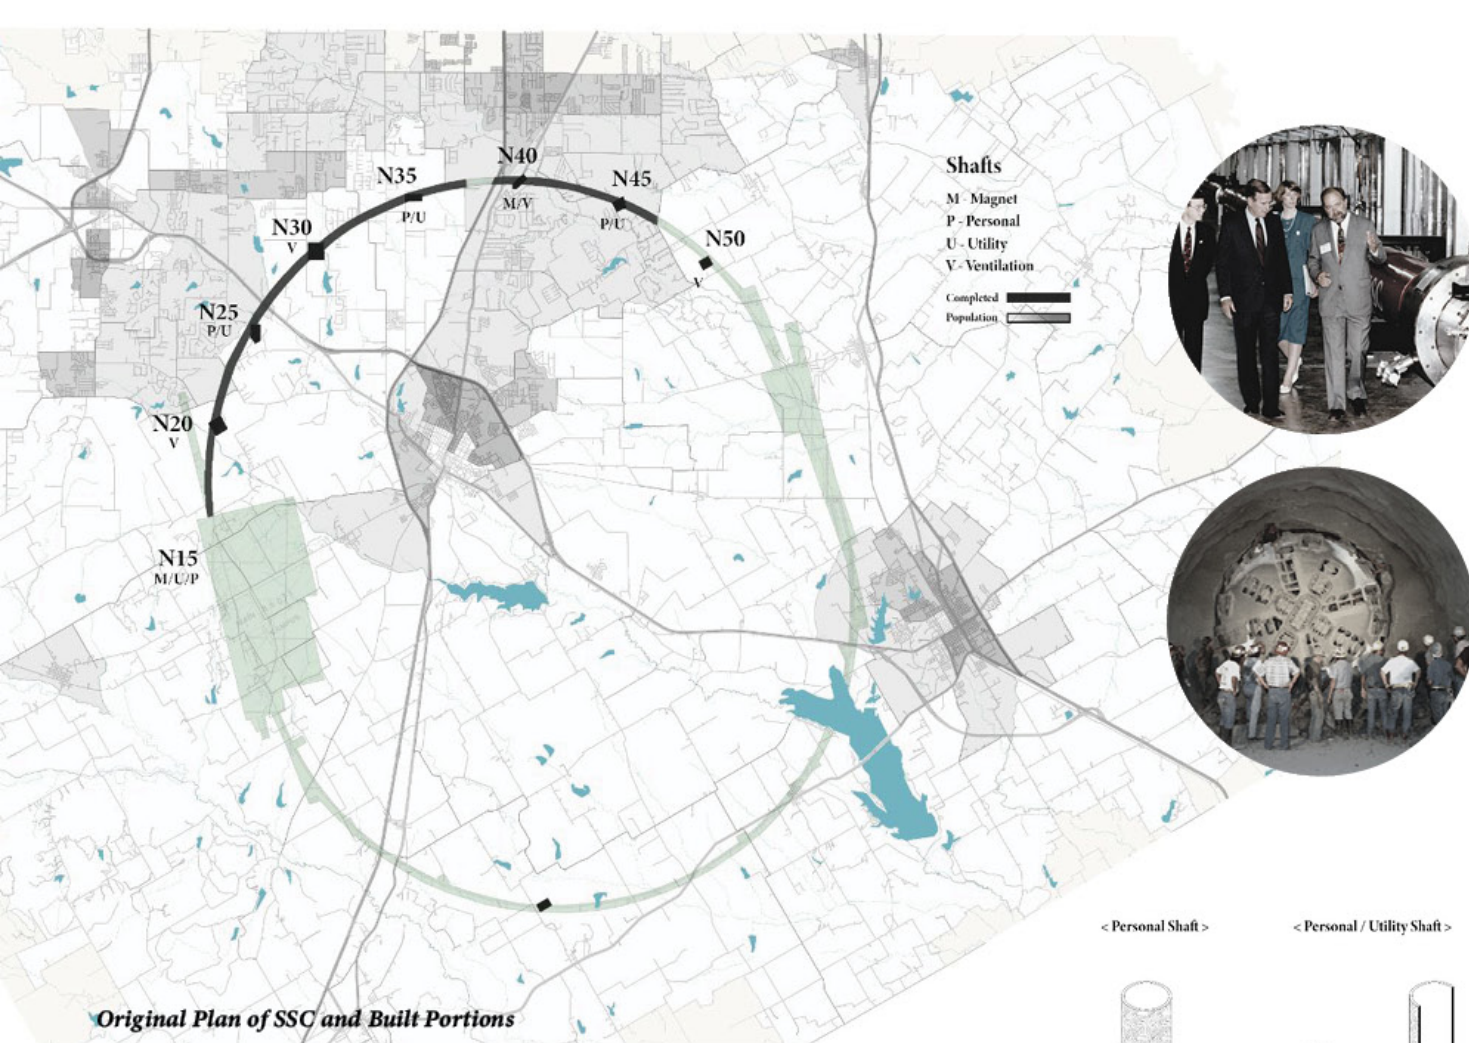 N40
N35
N45
P/U
M/V
P/U
N30
V
N50
V
N25
P/U
N20
V
N15
M/U/P
Shafts
M - Magnet
P - Personal
U - Utility
V - Ventilation
Completed
Population
< Personal Shaft >
< Personal / Utility Shaft >
Original Plan of SSC and Built Portions